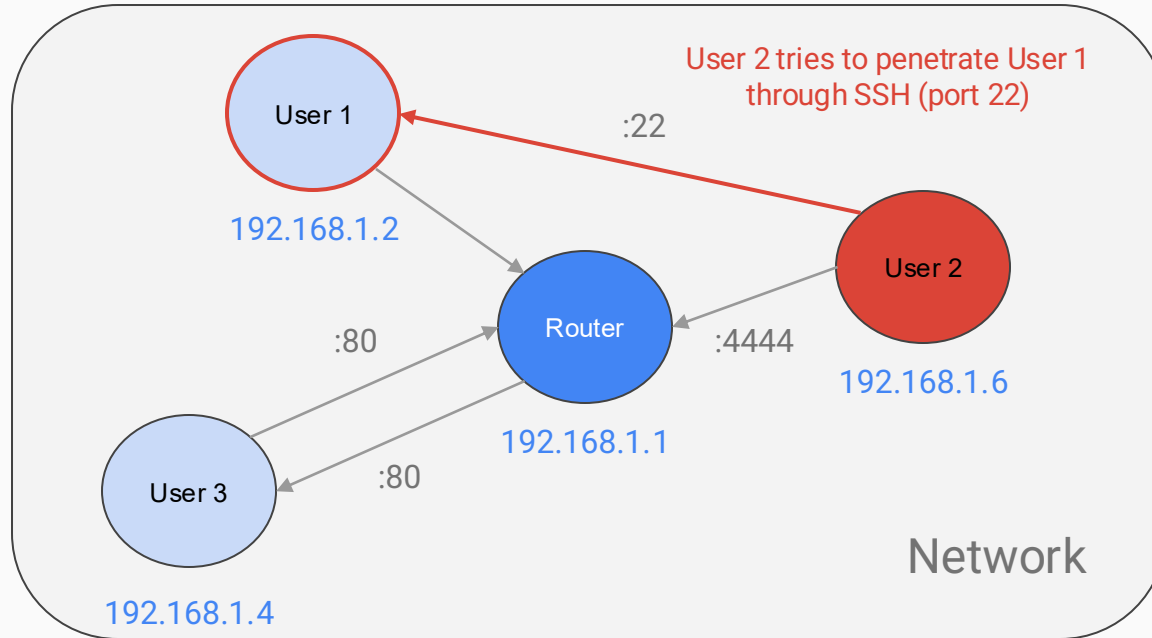 User 2 tries to penetrate User 1
through SSH (port 22)
User 1
:22
192.168.1.2
User 2
Router
:80
:4444
192.168.1.6
192.168.1.1
:80
User 3
Network
192.168.1.4